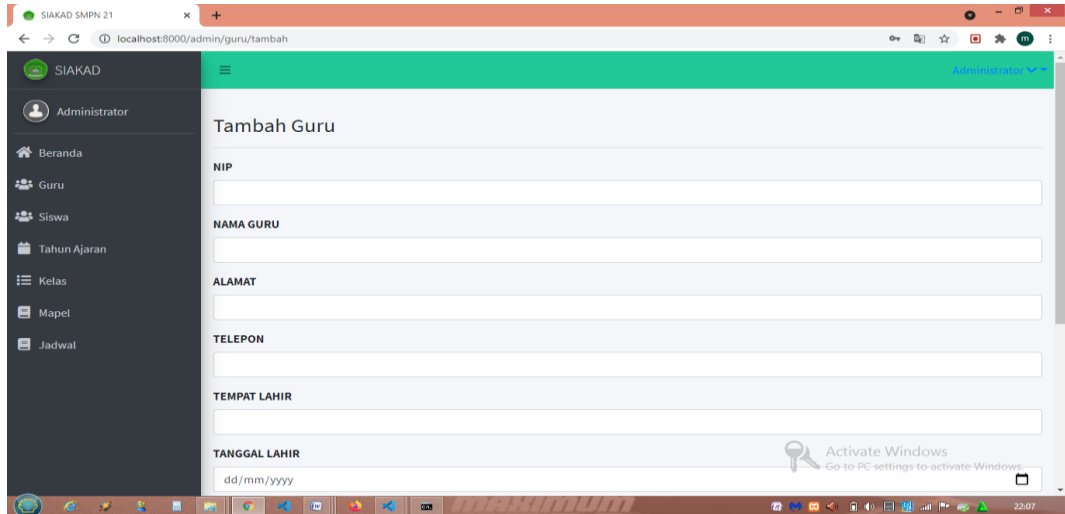 SIAKAD SMPN 21
localhost:8000/admin/guru/tambah
SIAKAD
Administrator
Administrator
Tambah Guru
Beranda
NIP
Guru
Siswa
NAMA GURU
Tahun Ajaran
Kelas
ALAMAT
Mapel
Jadwal
TELEPON
TEMPAT LAHIR
TANGGAL LAHIR
dd/mm/yyyy
Activate Windows
Go to PC settings to activate Windows.
MAXIMUM
22:07